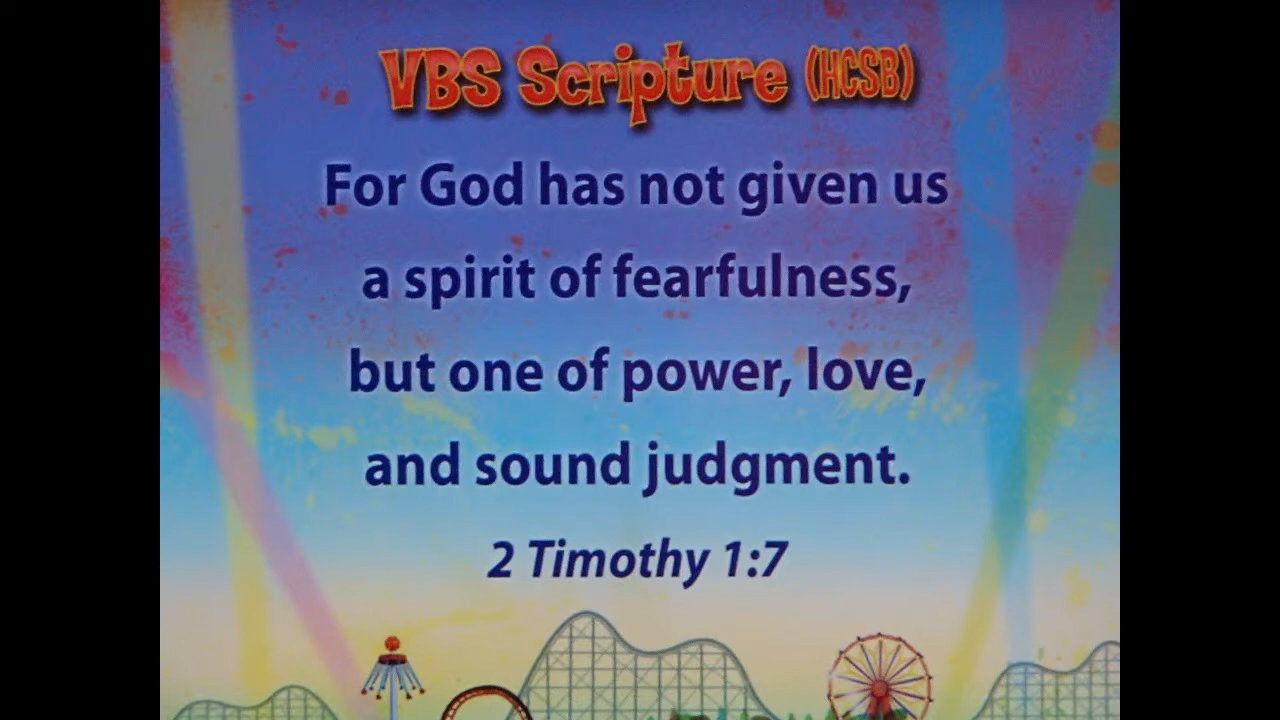 VBS Scripture (HCSB)
For God has not given us
a spirit of fearfulness,
but one of power, love,
and sound judgment.
2 Timothy 1:7